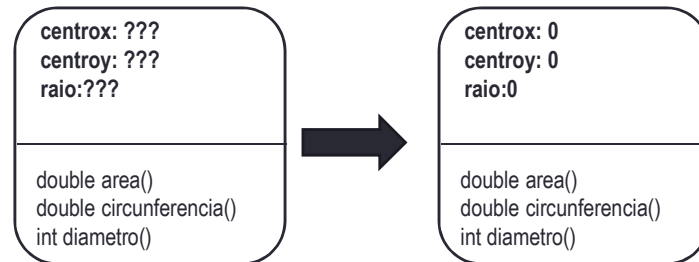 centrox: ???
centroy: ???
raio:???
double area()
double circunferencia()
int diametro()
centrox: 0
centroy: 0
raio:0
double area()
double circunferencia()
int diametro()